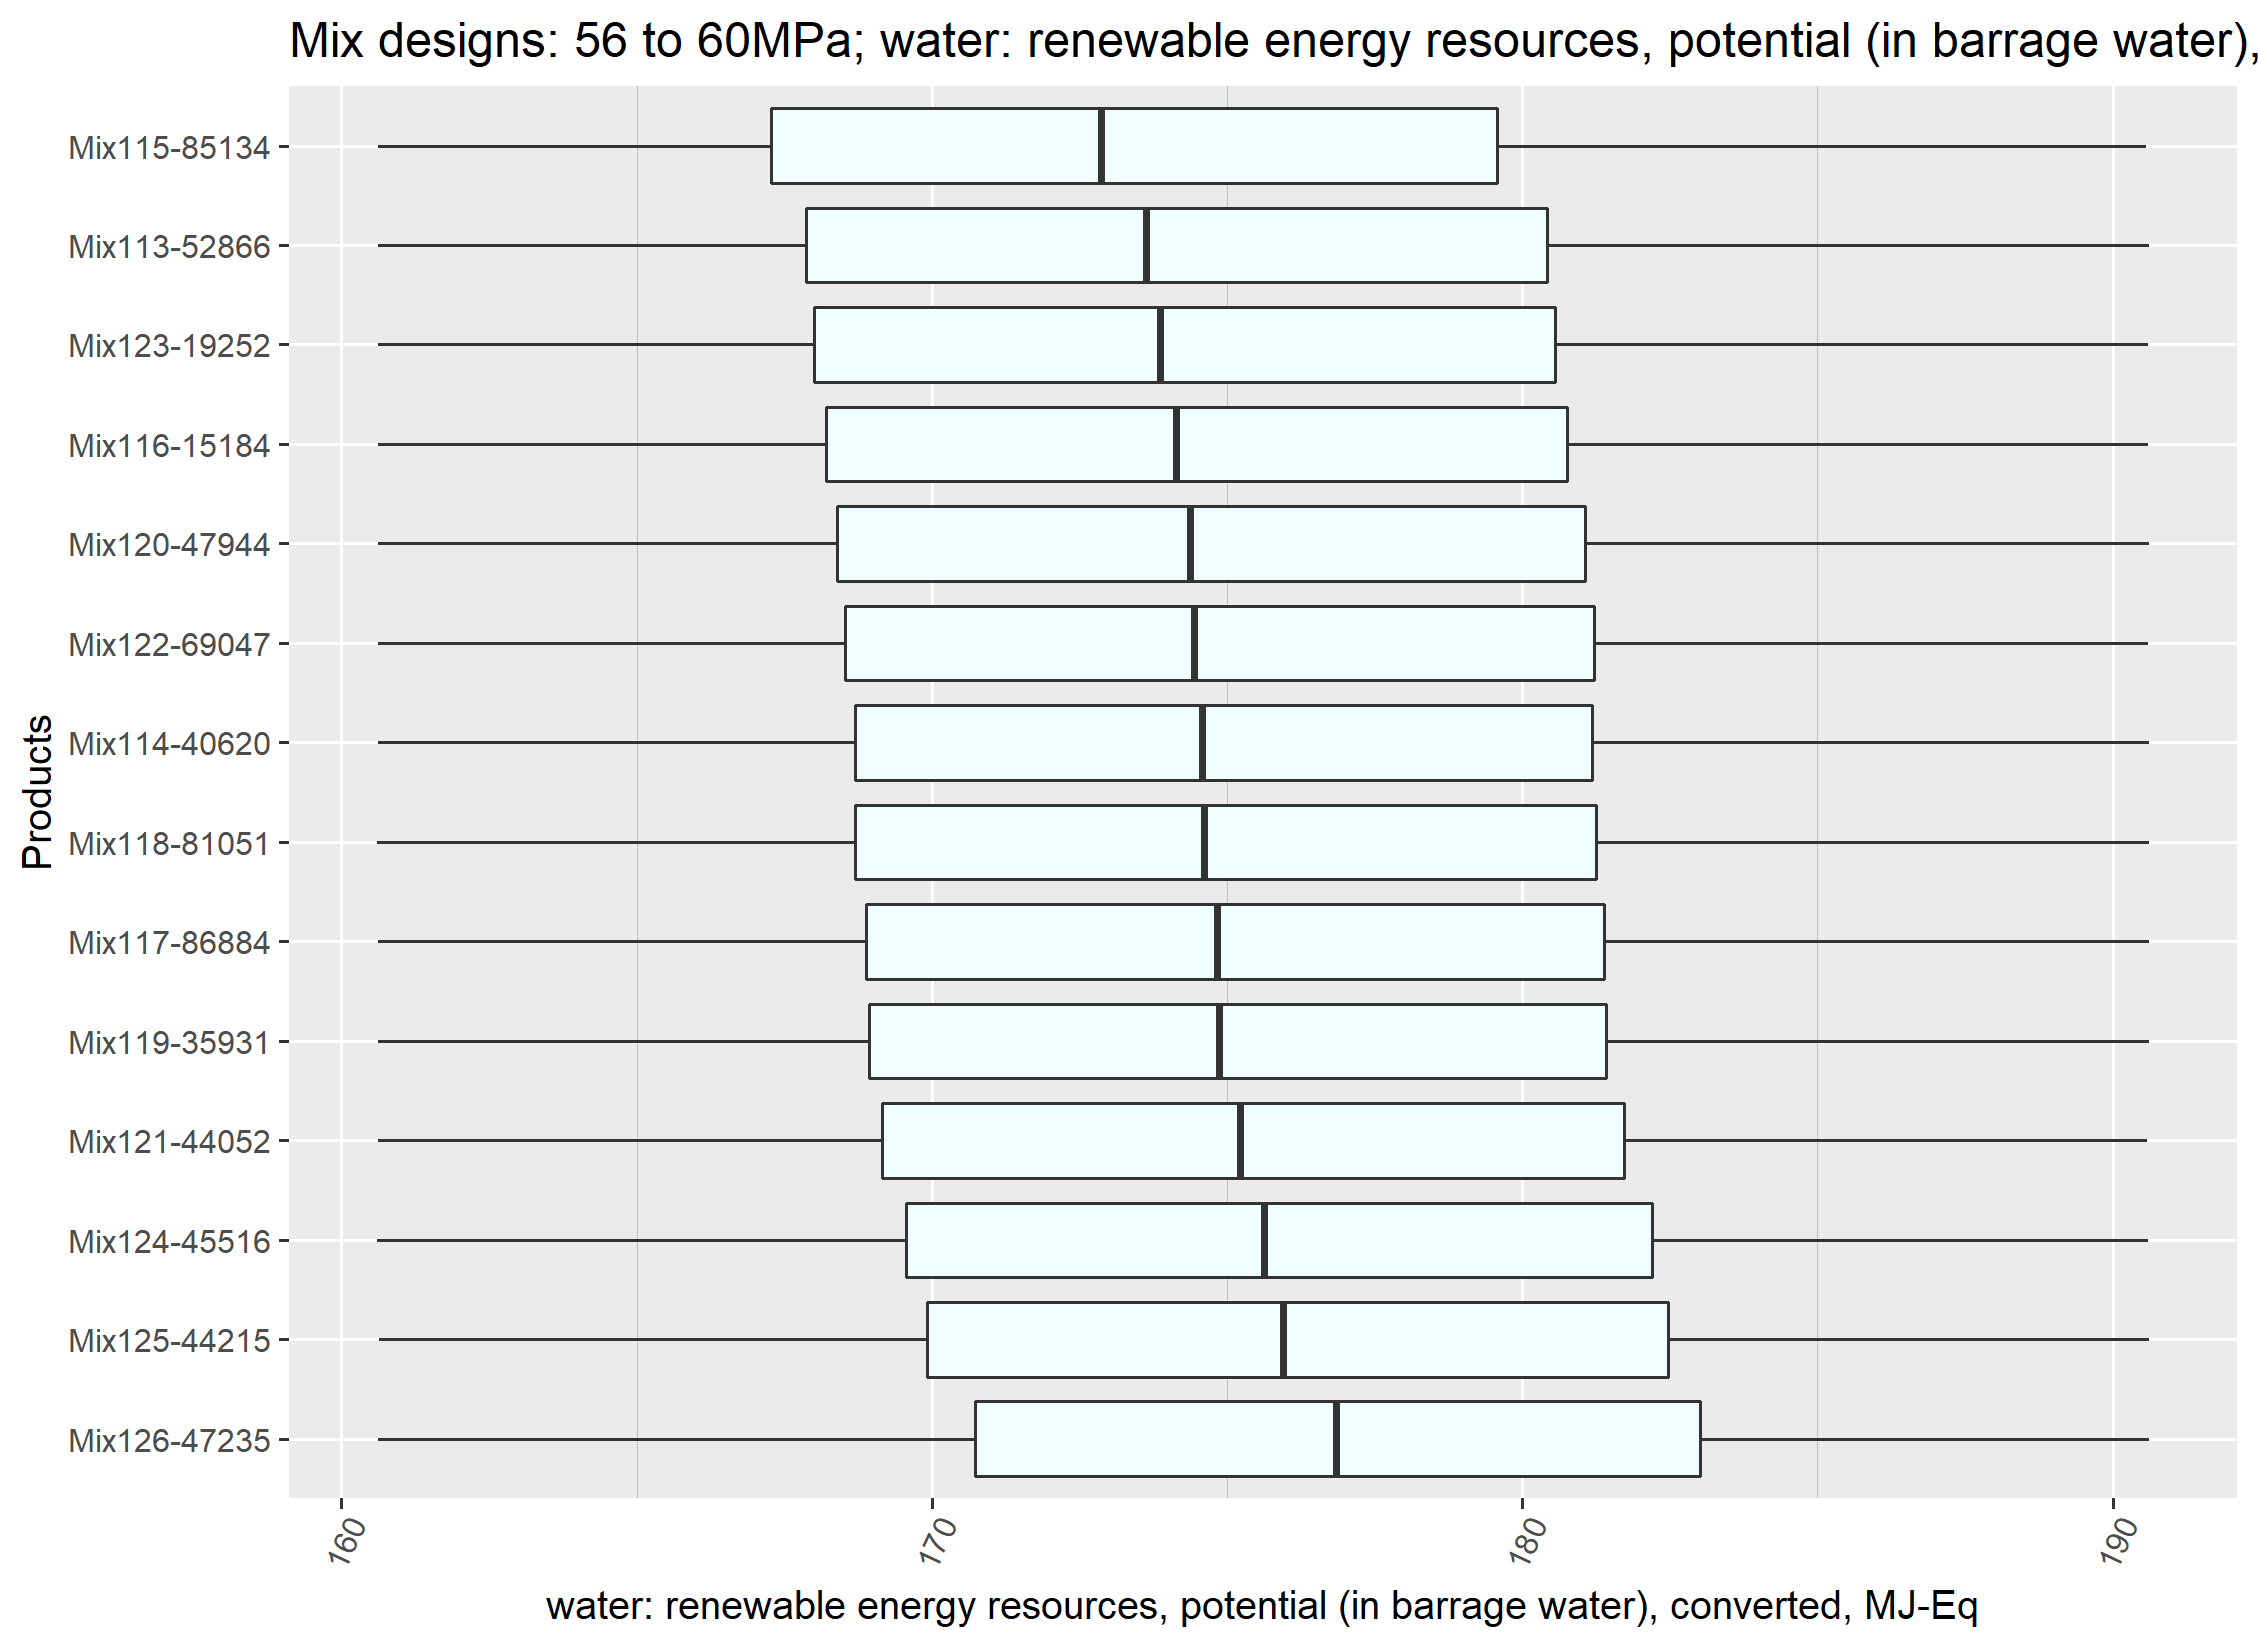 Mix designs: 56 to 60MPa; water: renewable energy resources, potential (in barrage water),
Products
Mix115-85134
Mix113-52866
Mix123-19252
Mix116-15184
Mix120-47944
Mix122-69047
Mix114-40620
Mix118-81051
Mix117-86884
Mix119-35931
Mix121-44052
Mix124-45516
Mix125-44215
Mix126-47235
160 170 180 190
water: renewable energy resources, potential (in barrage water), converted, MJ-Eq